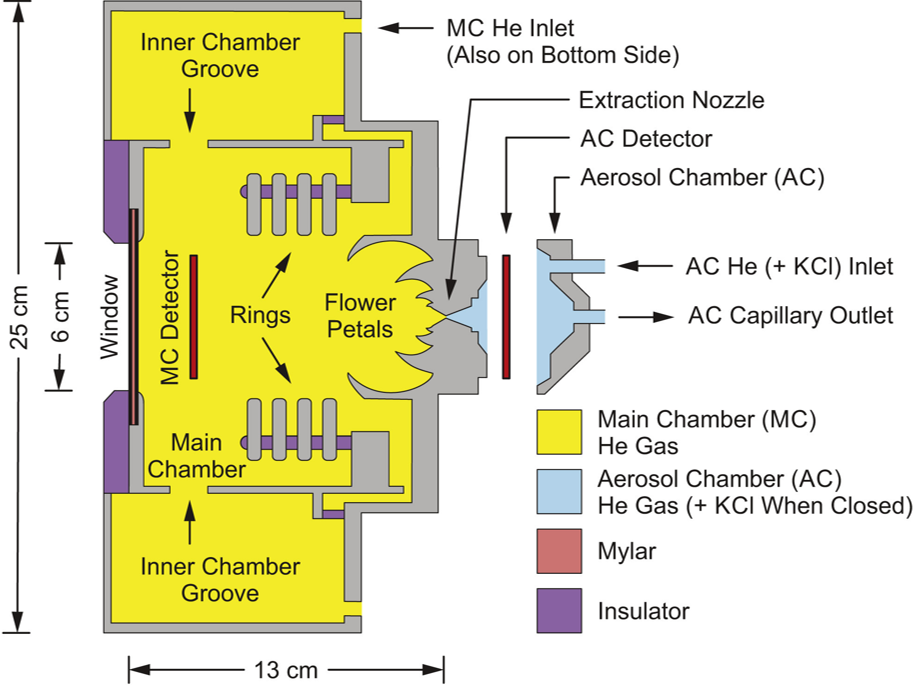 Inner Chamber
Groove
MC He Inlet
(Also on Bottom Side)
Extraction Nozzle
AC Detector
Aerosol Chamber (AC)
AC He (+ KCl) Inlet
AC Capillary Outlet
25 cm
6 cm
Window
MC Detector
Rings
Flower
Petals
Main
Chamber
Inner Chamber
Groove
13 cm
Main Chamber (MC)
He Gas
Aerosol Chamber (AC)
He Gas (+ KCl When Closed)
Mylar
Insulator